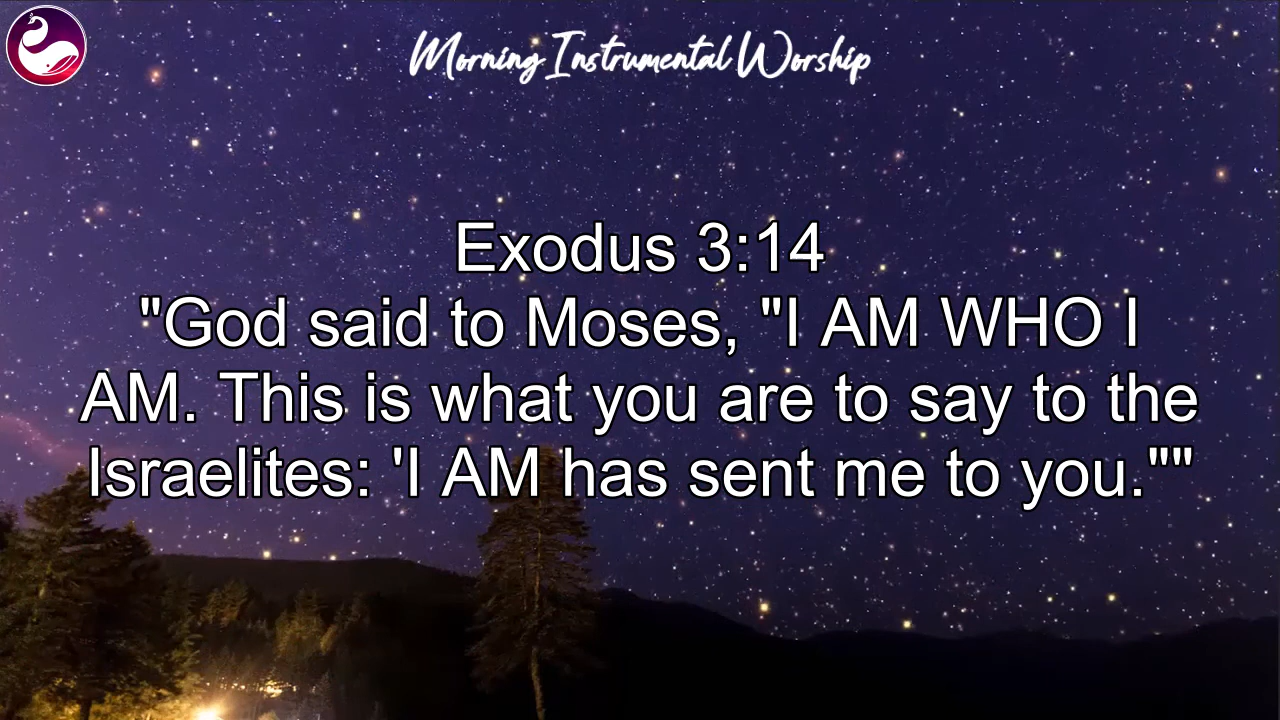 Morning Instrumental Worship
Exodus 3:14
"God said to Moses, "I AM WHO I
AM. This is what you are to say to the
Israelites: 'I AM has sent me to you.""